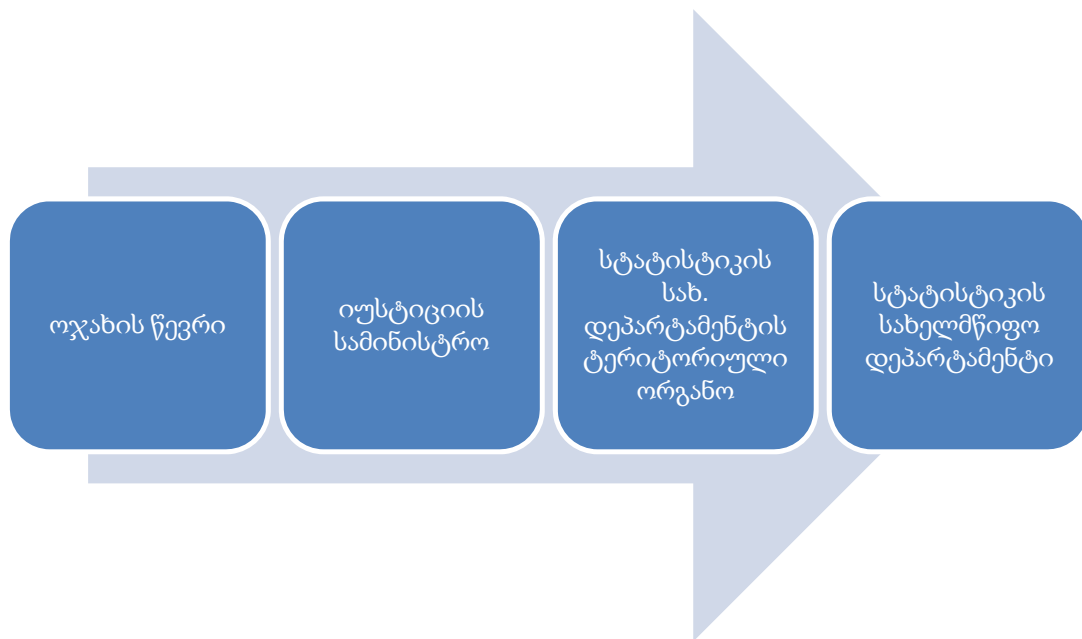 ოჯახის წევრი
იუსტიციის
სამინისტრო
სტატისტიკის
სახ.
დეპარტამენტის
ტერიტორიული
ორგანო
სტატისტიკის
სახელმწიფო
დეპარტამენტი